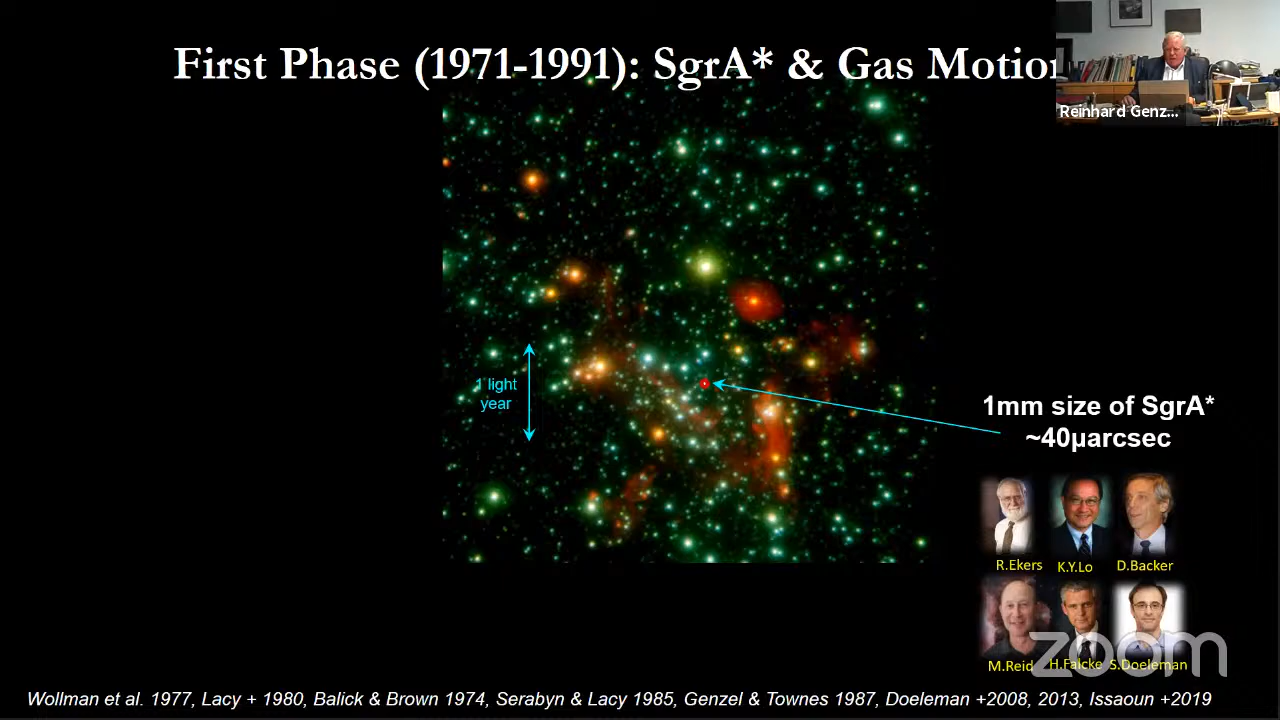 First Phase (1971-1991): SgrA* & Gas Motion
Reinhard Genz...
1 light
year
1mm size of SgrA*
~40μarcsec
R.Ekers K.Y.Lo D.Backer
M.Reid H.Falcke S.Doeleman
zoom
Wollman et al. 1977, Lacy + 1980, Balick & Brown 1974, Serabyn & Lacy 1985, Genzel & Townes 1987, Doeleman +2008, 2013, Issaoun +2019